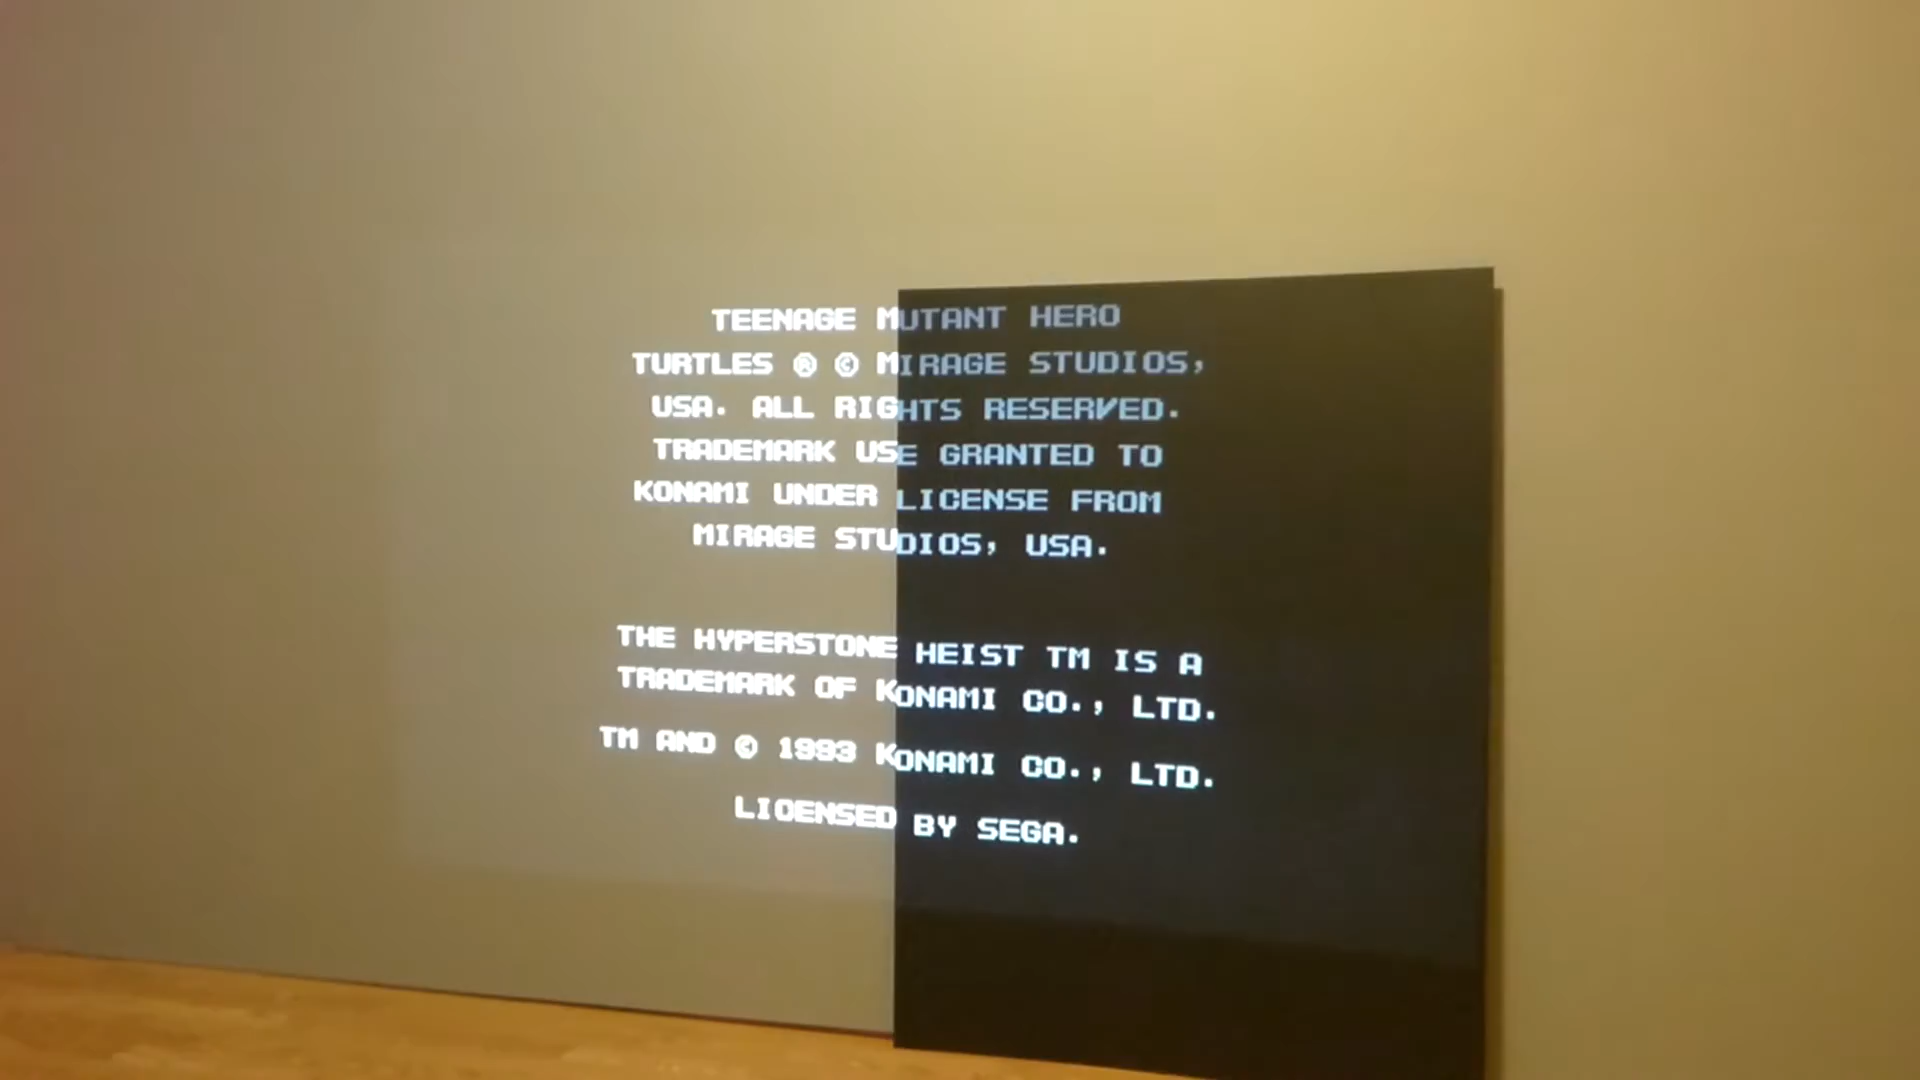 TEENAGE MUTANT HERO
TURTLES ® © MIRAGE STUDIOS,
USA. ALL RIGHTS RESERVED.
TRADEMARK USE GRANTED TO
KONAMI UNDER LICENSE FROM
MIRAGE STUDIOS, USA.
THE HYPERSTONE HEIST TM IS A
TRADEMARK OF KONAMI CO., LTD.
TM AND © 1993 KONAMI CO., LTD.
LICENSED BY SEGA.